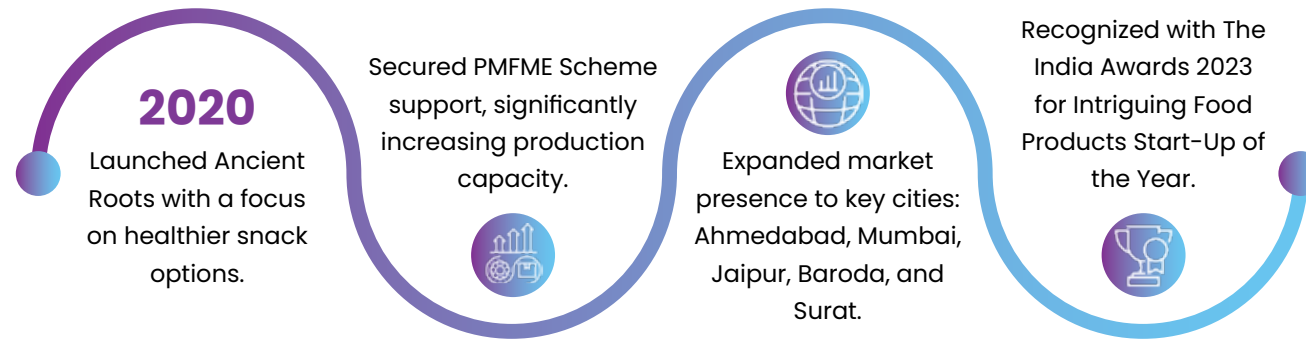 2020
Launched Ancient
Roots with a focus
on healthier snack
options.
Secured PMFME Scheme
support, significantly
increasing production
capacity.
Expanded market
presence to key cities:
Ahmedabad, Mumbai,
Jaipur, Baroda, and
Surat.
Recognized with The
India Awards 2023
for Intriguing Food
Products Start-Up of
the Year.